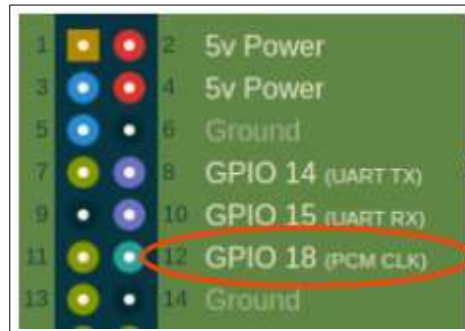 1 2 5v Power
3 4 5v Power
5 6 Ground
7 8 GPIO 14 (UART TX)
9 10 GPIO 15 (UART RX)
11 12 GPIO 18 (PCM CLK)
13 14 Ground